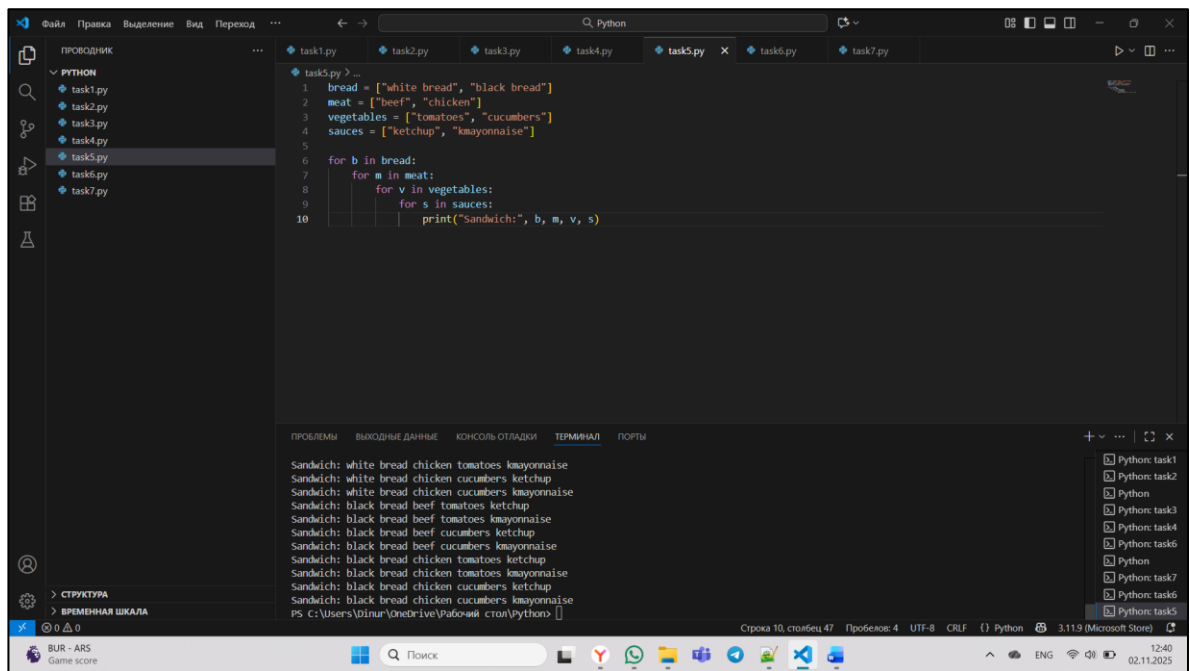 Файл Правка Выделение Вид Переход ··· Python
ПРОВОДНИК ···
PYTHON
task1.py
task2.py
task3.py
task4.py
task5.py
task6.py
task7.py
task1.py task2.py task3.py task4.py task5.py task6.py task7.py
task5.py > ...
1 bread = ["white bread", "black bread"]
2 meat = ["beef", "chicken"]
3 vegetables = ["tomatoes", "cucumbers"]
4 sauces = ["ketchup", "kmayonnaise"]
5
6 for b in bread:
7 for m in meat:
8 for v in vegetables:
9 for s in sauces:
10 print("Sandwich:", b, m, v, s)
ПРОБЛЕМЫ ВЫХОДНЫЕ ДАННЫЕ КОНСОЛЬ ОТЛАДКИ ТЕРМИНАЛ ПОРТЫ
Sandwich: white bread chicken tomatoes kmayonnaise
Sandwich: white bread chicken cucumbers ketchup
Sandwich: white bread chicken cucumbers kmayonnaise
Sandwich: black bread beef tomatoes ketchup
Sandwich: black bread beef tomatoes kmayonnaise
Sandwich: black bread beef cucumbers ketchup
Sandwich: black bread beef cucumbers kmayonnaise
Sandwich: black bread chicken tomatoes ketchup
Sandwich: black bread chicken tomatoes kmayonnaise
Sandwich: black bread chicken cucumbers ketchup
Sandwich: black bread chicken cucumbers kmayonnaise
PS C:\Users\Dinur\OneDrive\Рабочий стол\Python>
Python: task1
Python: task2
Python
Python: task3
Python: task4
Python: task6
Python
Python: task7
Python: task6
Python: task5
СТРУКТУРА
ВРЕМЕННАЯ ШКАЛА
0 0 Строка 10, столбец 47 Пробелов: 4 UTF-8 CRLF {} Python 3.11.9 (Microsoft Store)
BUR - ARS
Game score
Поиск
ENG
12:40
02.11.2025